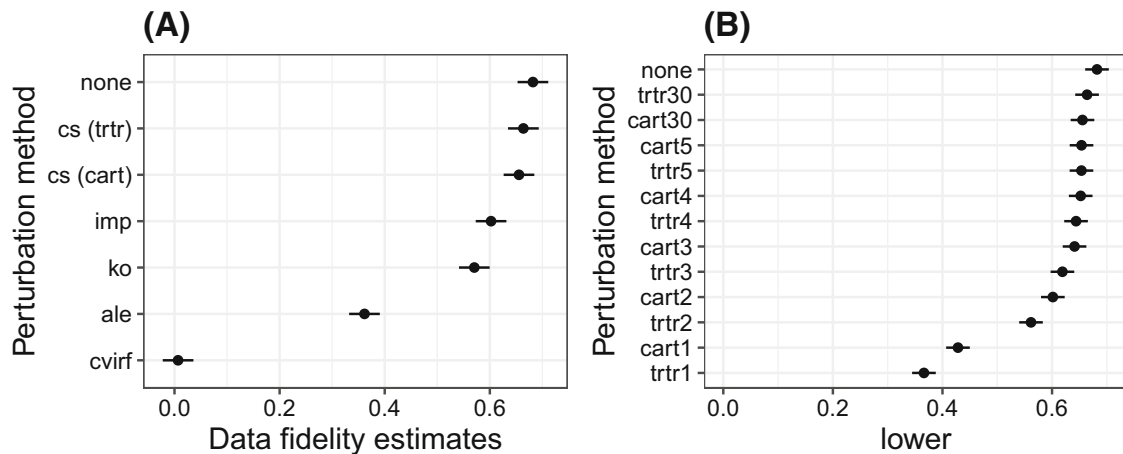 (A)
Perturbation method
none
cs (trtr)
cs (cart)
imp
ko
ale
cvirf
0.0 0.2 0.4 0.6
Data fidelity estimates
(B)
Perturbation method
none
trtr30
cart30
cart5
trtr5
cart4
trtr4
cart3
trtr3
cart2
trtr2
cart1
trtr1
0.0 0.2 0.4 0.6
lower